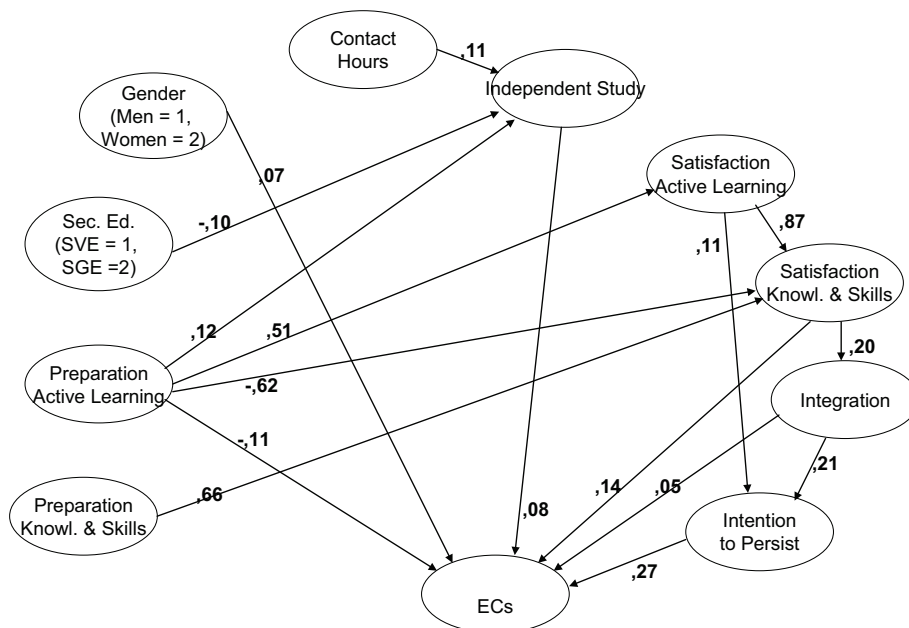 Contact
Hours
,11
Independent Study
Gender
(Men = 1,
Women = 2)
,07
Satisfaction
Active Learning
Sec. Ed.
(SVE = 1,
SGE =2)
-,10
,87
,11
Satisfaction
Knowl. & Skills
,12
,51
,20
Preparation
Active Learning
-,62
Integration
-,11
,21
Preparation
Knowl. & Skills
,66
,14
,05
,08
Intention
to Persist
,27
ECs